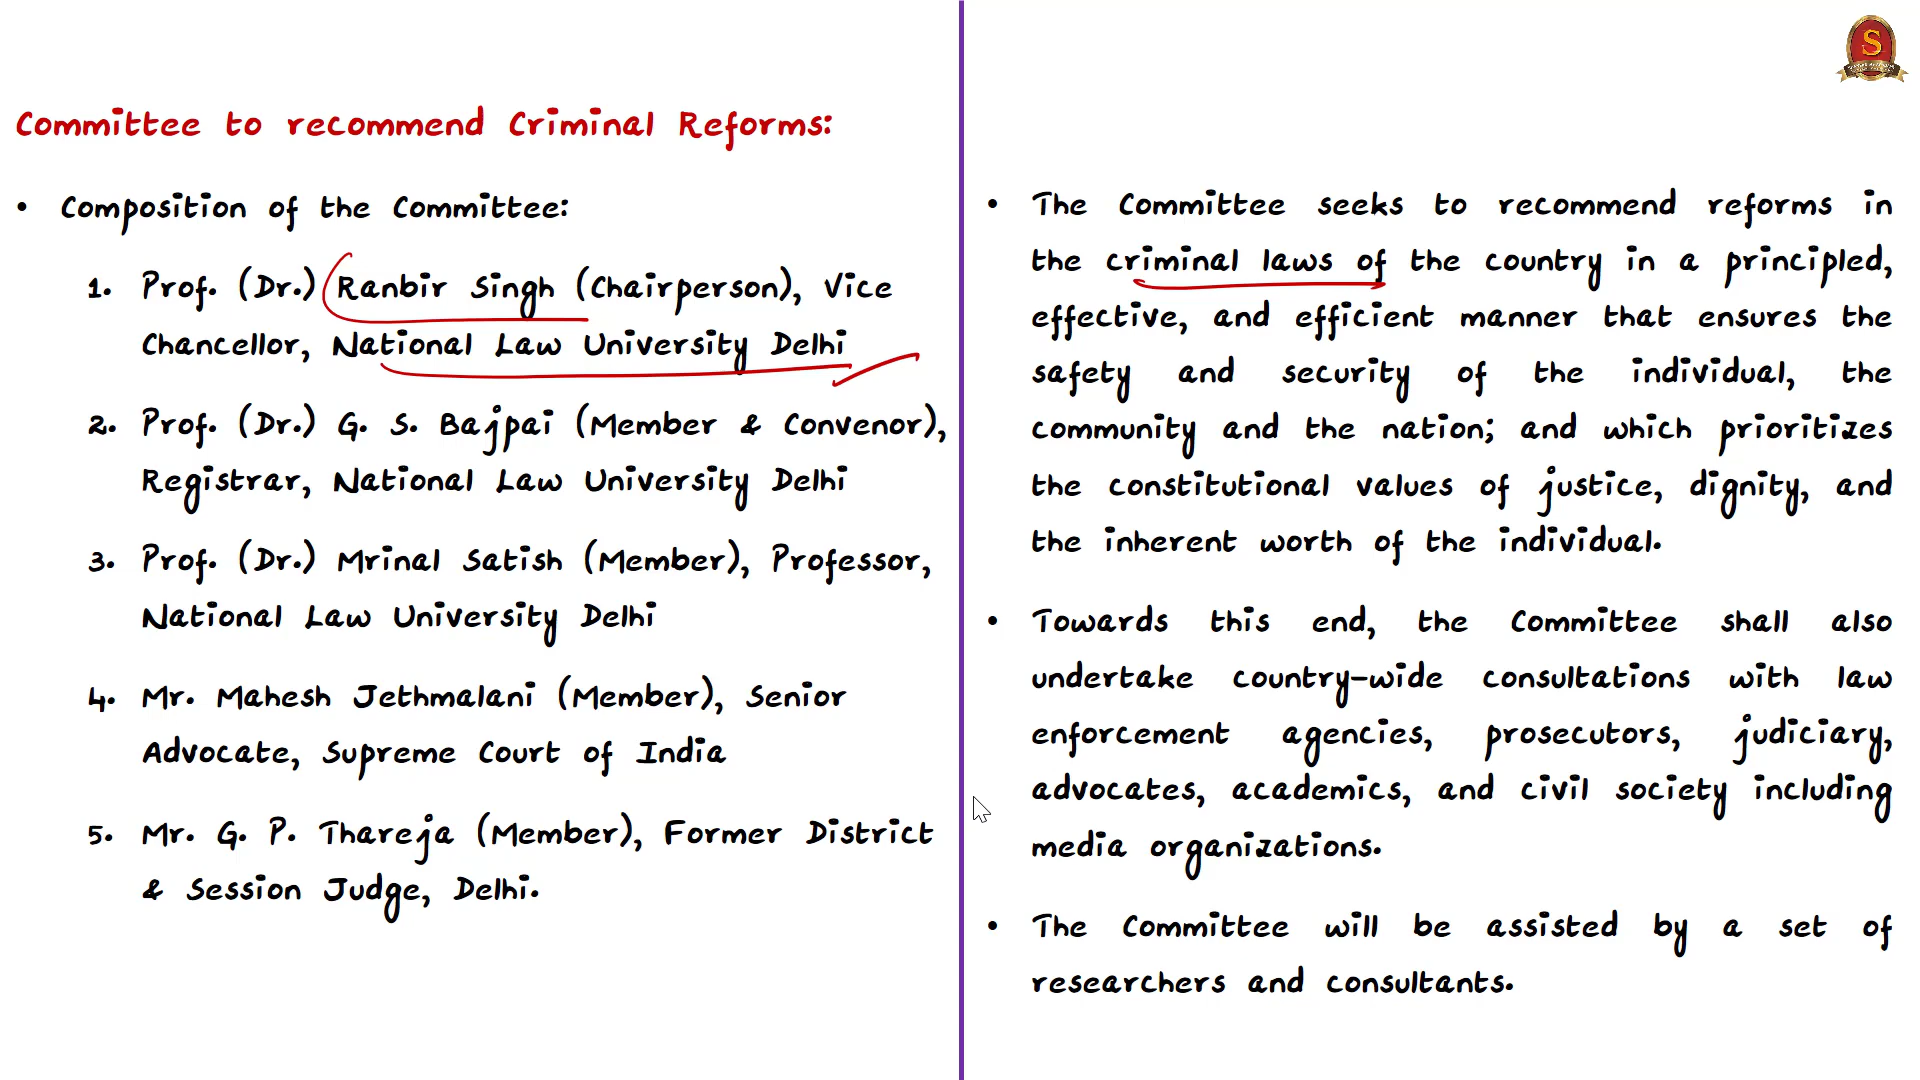 Committee to recommend Criminal Reforms:
• Composition of the Committee:
1. Prof. (Dr.) Ranbir Singh (Chairperson), Vice
Chancellor, National Law University Delhi
2. Prof. (Dr.) G. S. Bajpai (Member & Convenor),
Registrar, National Law University Delhi
3. Prof. (Dr.) Mrinal Satish (Member), Professor,
National Law University Delhi
4. Mr. Mahesh Jethmalani (Member), Senior
Advocate, Supreme Court of India
5. Mr. G. P. Thareja (Member), Former District
& Session Judge, Delhi.
• The Committee seeks to recommend reforms in
the criminal laws of the country in a principled,
effective, and efficient manner that ensures the
safety and security of the individual, the
community and the nation; and which prioritizes
the constitutional values of justice, dignity, and
the inherent worth of the individual.
• Towards this end, the Committee shall also
undertake country-wide consultations with law
enforcement agencies, prosecutors, judiciary,
advocates, academics, and civil society including
media organizations.
• The Committee will be assisted by a set of
researchers and consultants.
S